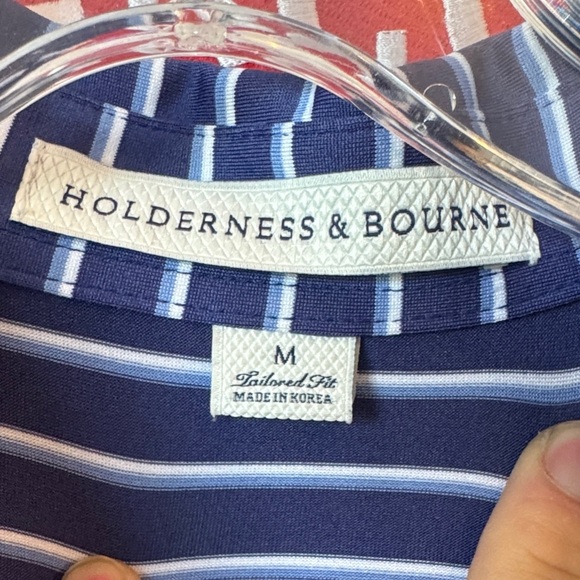 HOLDERNESS & BOURNE
M
Tailored Fit
MADE IN KOREA